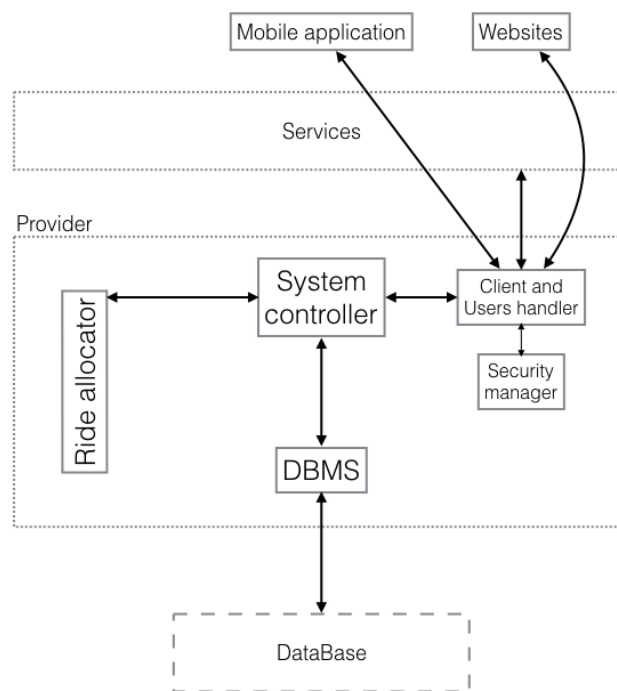 Mobile application
Websites
Services
Provider
System
controller
Client and
Users handler
Ride allocator
Security
manager
DBMS
DataBase